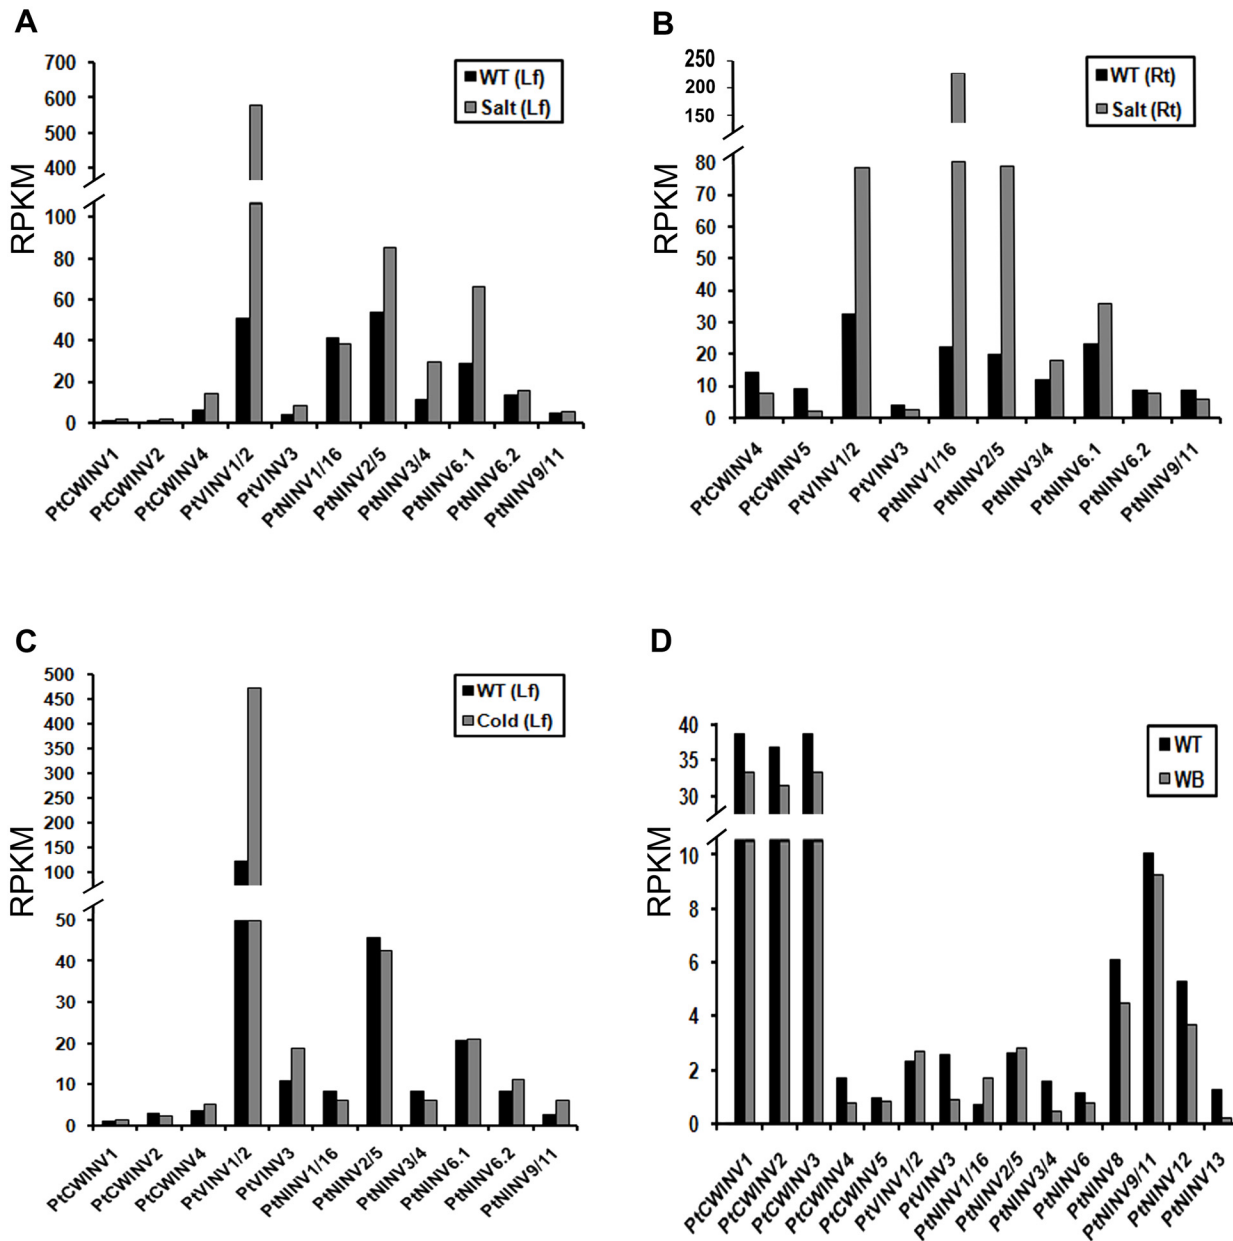 A
RPKM
700
600
500
400
100
80
60
40
20
0
WT (Lf)
Salt (Lf)
PtCWINV1
PtCWINV2
PtCWINV4
PtVINV1/2
PtVINV3
PtNINV1/16
PtNINV2/5
PtNINV3/4
PtNINV6.1
PtNINV6.2
PtNINV9/11
B
RPKM
250
200
150
80
70
60
50
40
30
20
10
0
WT (Rt)
Salt (Rt)
PtCWINV4
PtCWINV5
PtVINV1/2
PtVINV3
PtNINV1/16
PtNINV2/5
PtNINV3/4
PtNINV6.1
PtNINV6.2
PtNINV9/11
C
RPKM
500
450
400
350
300
250
200
150
100
50
40
30
20
10
0
WT (Lf)
Cold (Lf)
PtCWINV1
PtCWINV2
PtCWINV4
PtVINV1/2
PtVINV3
PtNINV1/16
PtNINV2/5
PtNINV3/4
PtNINV6.1
PtNINV6.2
PtNINV9/11
D
RPKM
40
35
30
10
8
6
4
2
0
WT
WB
PtCWINV1
PtCWINV2
PtCWINV3
PtCWINV4
PtCWINV5
PtVINV1/2
PtVINV3
PtNINV1/16
PtNINV2/5
PtNINV3/4
PtNINV6
PtNINV8
PtNINV9/11
PtNINV12
PtNINV13